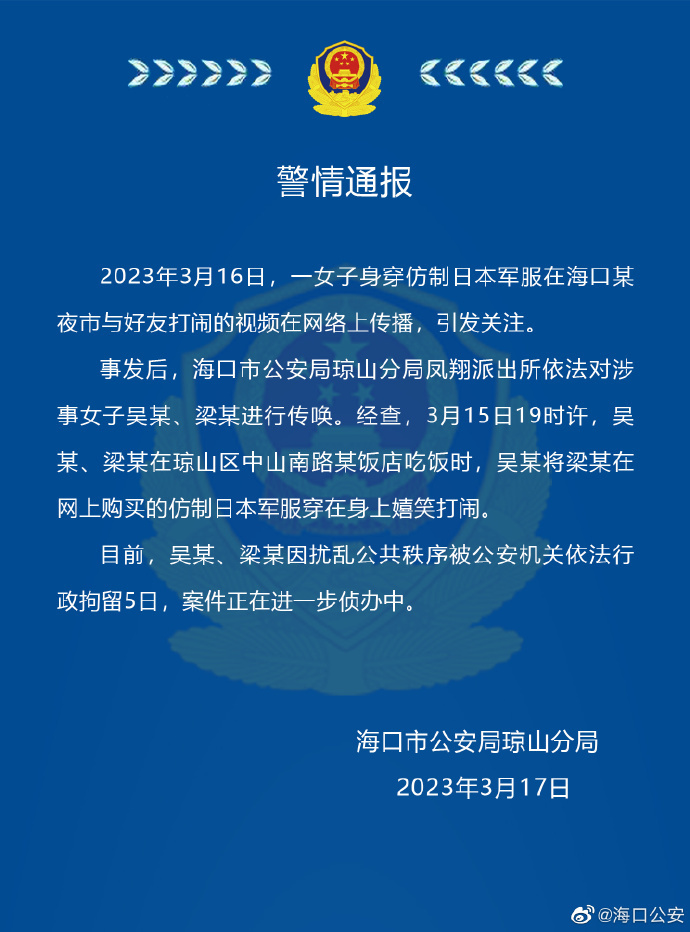 警情通报
2023年3月16日，一女子身穿仿制日本军服在海口某
夜市与好友打闹的视频在网络上传播，引发关注。
事发后，海口市公安局琼山分局凤翔派出所依法对涉
事女子吴某、梁某进行传唤。经查，3月15日19时许，吴
某、梁某在琼山区中山南路某饭店吃饭时，吴某将梁某在
网上购买的仿制日本军服穿在身上嬉笑打闹。
目前，吴某、梁某因扰乱公共秩序被公安机关依法行
政拘留5日，案件正在进一步侦办中。
海口市公安局琼山分局
2023年3月17日
@海口公安